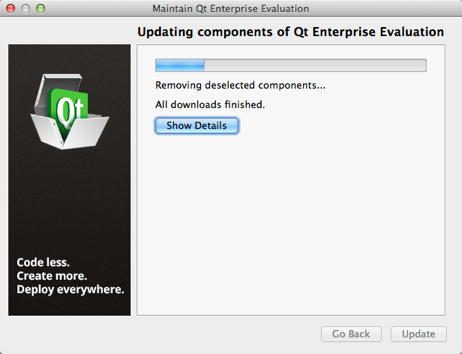 Maintain Qt Enterprise Evaluation
Updating components of Qt Enterprise Evaluation
Qt
Removing deselected components...
All downloads finished.
Show Details
Code less.
Create more.
Deploy everywhere.
Go Back
Update